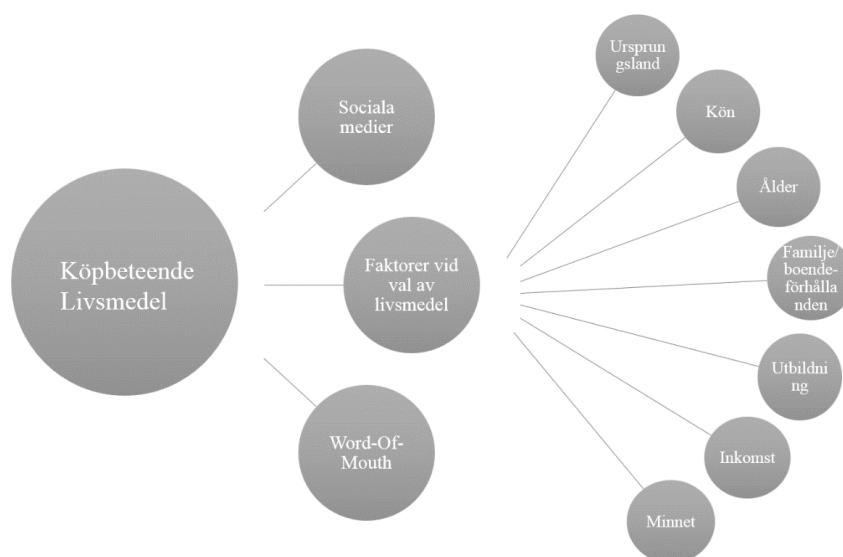 Köpbeteende
Livsmedel
Sociala
medier
Faktorer vid
val av
livsmedel
Word-Of-
Mouth
Ursprun
gsland
Kön
Ålder
Familje/
boende-
förhålla
nden
Utbildni
ng
Inkomst
Minnet